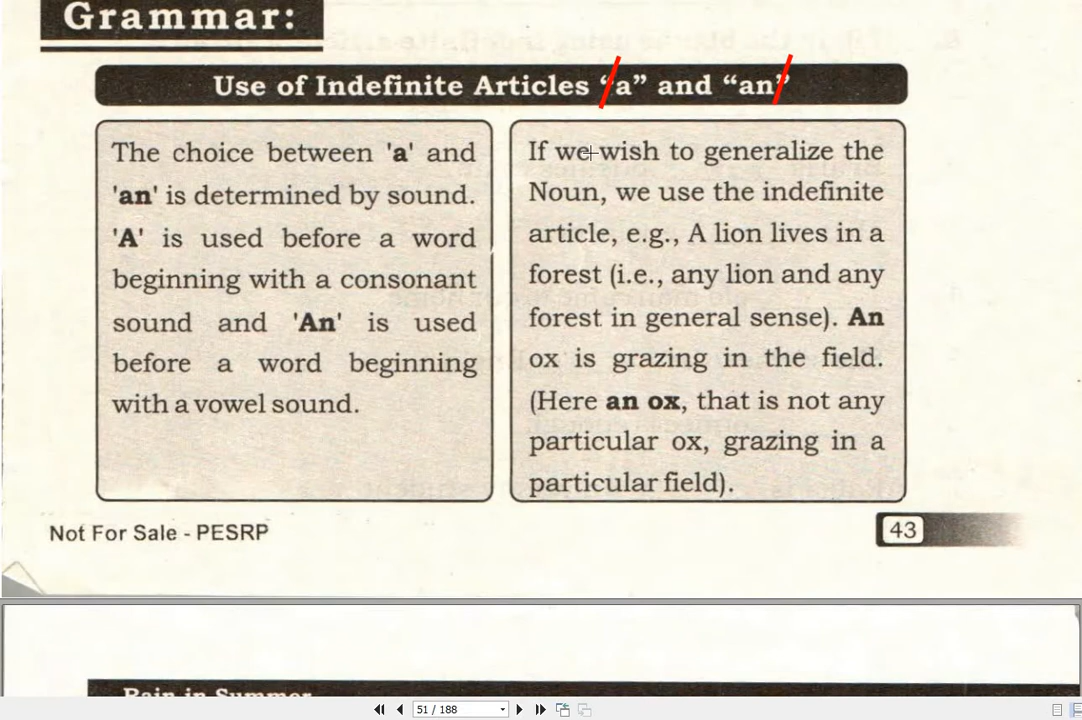 Grammar:
Use of Indefinite Articles “a” and “an”
The choice between 'a' and
'an' is determined by sound.
'A' is used before a word
beginning with a consonant
sound and 'An' is used
before a word beginning
with a vowel sound.
If we wish to generalize the
Noun, we use the indefinite
article, e.g., A lion lives in a
forest (i.e., any lion and any
forest in general sense). An
ox is grazing in the field.
(Here an ox, that is not any
particular ox, grazing in a
particular field).
Not For Sale - PESRP
43
Rain in Summer
51 / 188